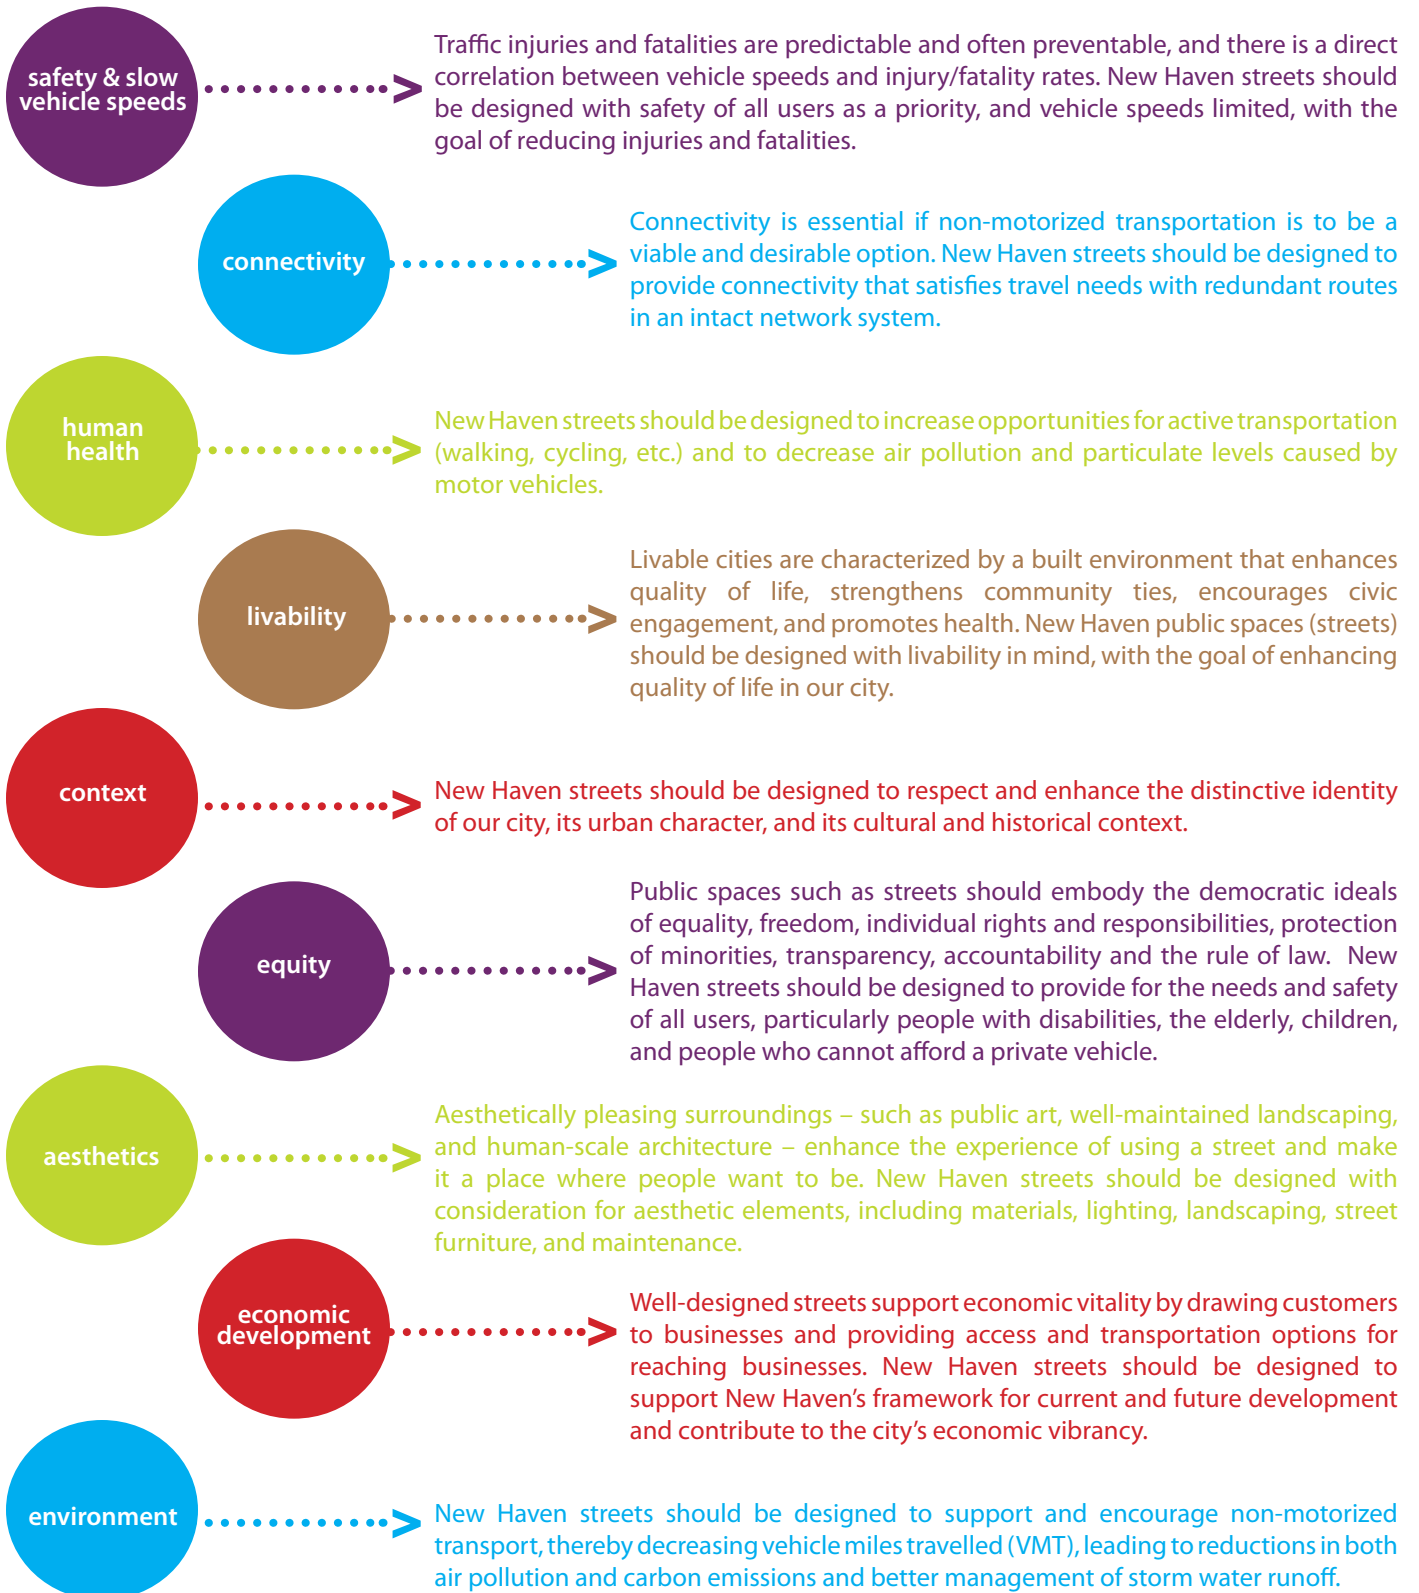 safety & slow
vehicle speeds
Traffic injuries and fatalities are predictable and often preventable, and there is a direct
correlation between vehicle speeds and injury/fatality rates. New Haven streets should
be designed with safety of all users as a priority, and vehicle speeds limited, with the
goal of reducing injuries and fatalities.
connectivity
Connectivity is essential if non-motorized transportation is to be a
viable and desirable option. New Haven streets should be designed to
provide connectivity that satisfies travel needs with redundant routes
in an intact network system.
human
health
New Haven streets should be designed to increase opportunities for active transportation
(walking, cycling, etc.) and to decrease air pollution and particulate levels caused by
motor vehicles.
livability
Livable cities are characterized by a built environment that enhances
quality of life, strengthens community ties, encourages civic
engagement, and promotes health. New Haven public spaces (streets)
should be designed with livability in mind, with the goal of enhancing
quality of life in our city.
context
New Haven streets should be designed to respect and enhance the distinctive identity
of our city, its urban character, and its cultural and historical context.
equity
Public spaces such as streets should embody the democratic ideals
of equality, freedom, individual rights and responsibilities, protection
of minorities, transparency, accountability and the rule of law.  New
Haven streets should be designed to provide for the needs and safety
of all users, particularly people with disabilities, the elderly, children,
and people who cannot afford a private vehicle.
aesthetics
Aesthetically pleasing surroundings – such as public art, well-maintained landscaping,
and human-scale architecture – enhance the experience of using a street and make
it a place where people want to be. New Haven streets should be designed with
consideration for aesthetic elements, including materials, lighting, landscaping, street
furniture, and maintenance.
economic
development
Well-designed streets support economic vitality by drawing customers
to businesses and providing access and transportation options for
reaching businesses. New Haven streets should be designed to
support New Haven’s framework for current and future development
and contribute to the city’s economic vibrancy.
environment
New Haven streets should be designed to support and encourage non-motorized
transport, thereby decreasing vehicle miles travelled (VMT), leading to reductions in both
air pollution and carbon emissions and better management of storm water runoff.